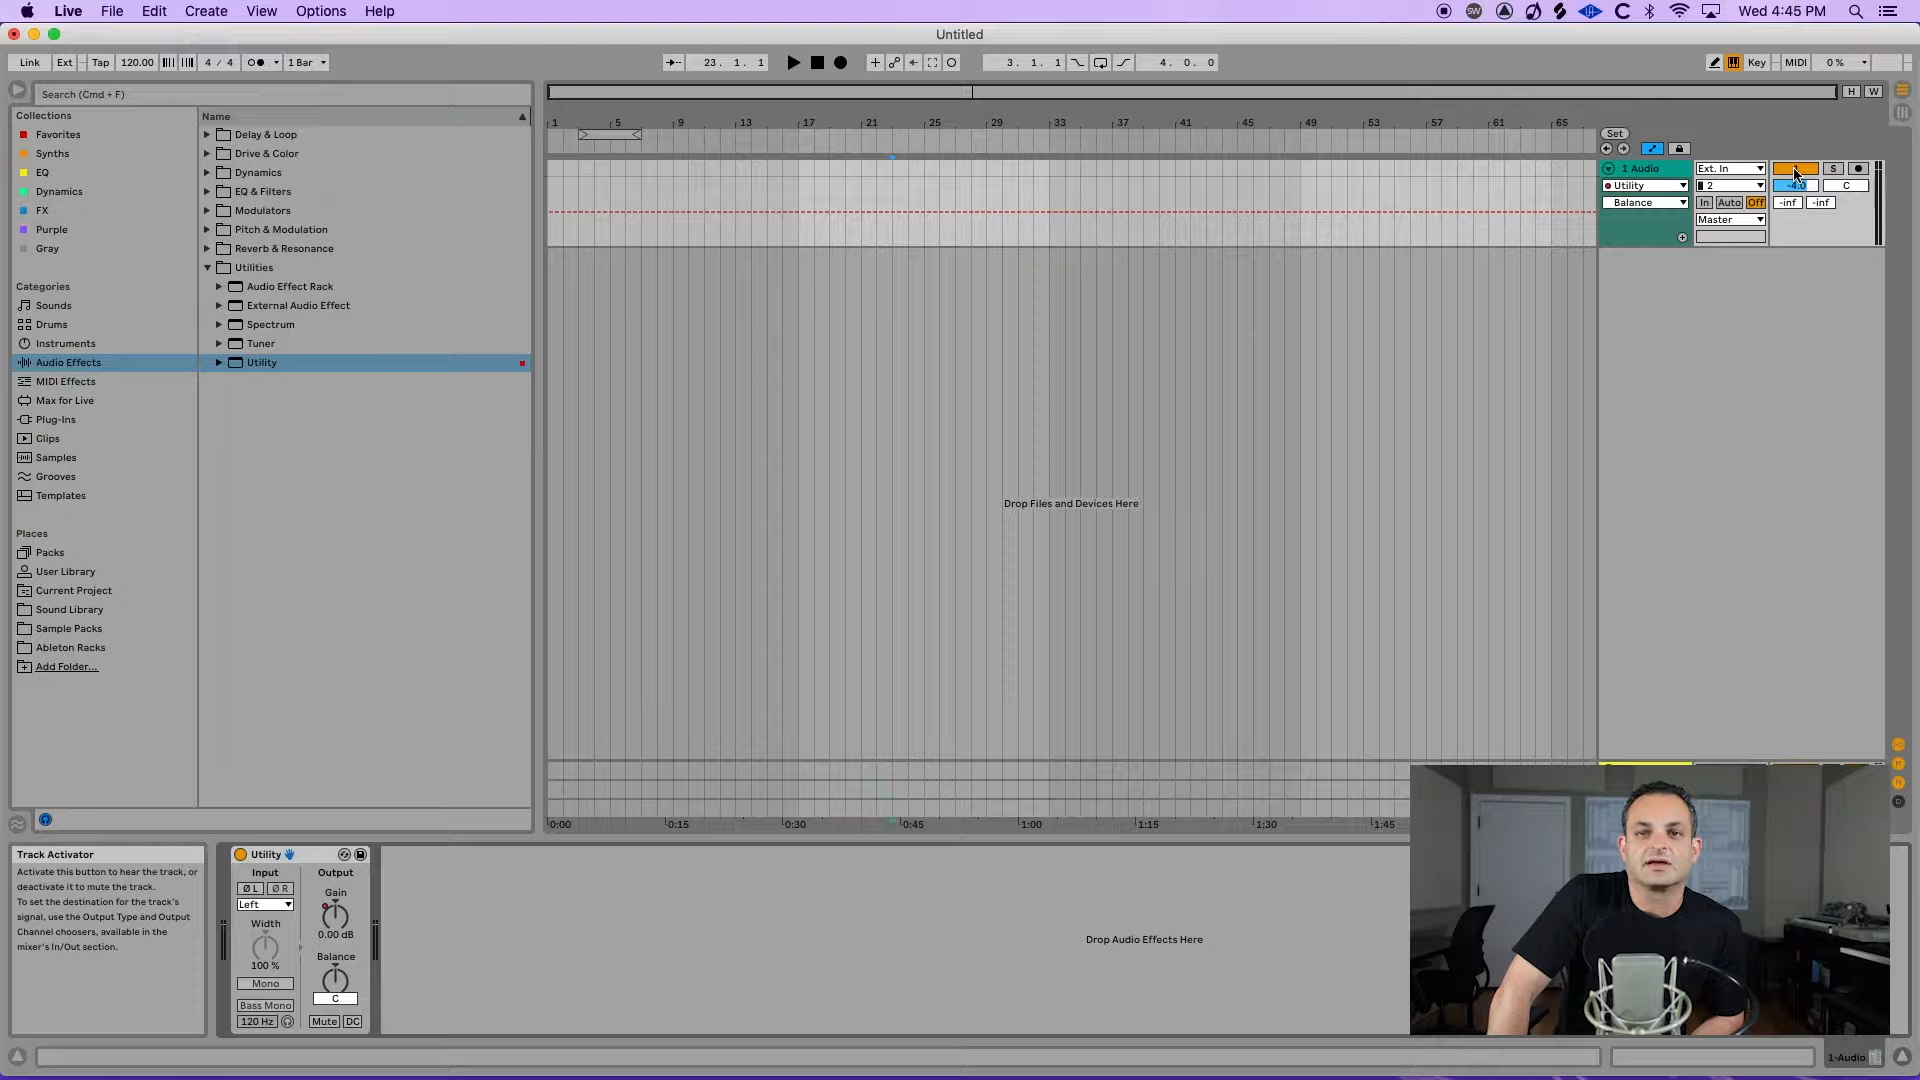 Live File Edit Create View Options Help
SW
Wed 4:45 PM
Untitled
Link Ext Tap 120.00 4 / 4 1 Bar
23. 1. 1
3. 1. 1
4. 0. 0
Key MIDI 0 %
Search (Cmd + F)
H W
Collections
Favorites
Synths
EQ
Dynamics
FX
Purple
Gray
Categories
Sounds
Drums
Instruments
Audio Effects
MIDI Effects
Max for Live
Plug-Ins
Clips
Samples
Grooves
Templates
Places
Packs
User Library
Current Project
Sound Library
Sample Packs
Ableton Racks
Add Folder...
Name
Delay & Loop
Drive & Color
Dynamics
EQ & Filters
Modulators
Pitch & Modulation
Reverb & Resonance
Utilities
Audio Effect Rack
External Audio Effect
Spectrum
Tuner
Utility
1 5 9 13 17 21 25 29 33 37 41 45 49 53 57 61 65
Set
1 Audio Ext. In S
Utility 2 -4.0 C
Balance In Auto Off -inf -inf
Master
Drop Files and Devices Here
0:00 0:15 0:30 0:45 1:00 1:15 1:30 1:45
I-O
R
M
D
Track Activator
Activate this button to hear the track, or
deactivate it to mute the track.
To set the destination for the track's
signal, use the Output Type and Output
Channel choosers, available in the
mixer's In/Out section.
Utility
Input Output
Ø L Ø R Gain
Left
Width 0.00 dB
Balance
100 %
Mono C
Bass Mono
120 Hz Mute DC
Drop Audio Effects Here
1-Audio